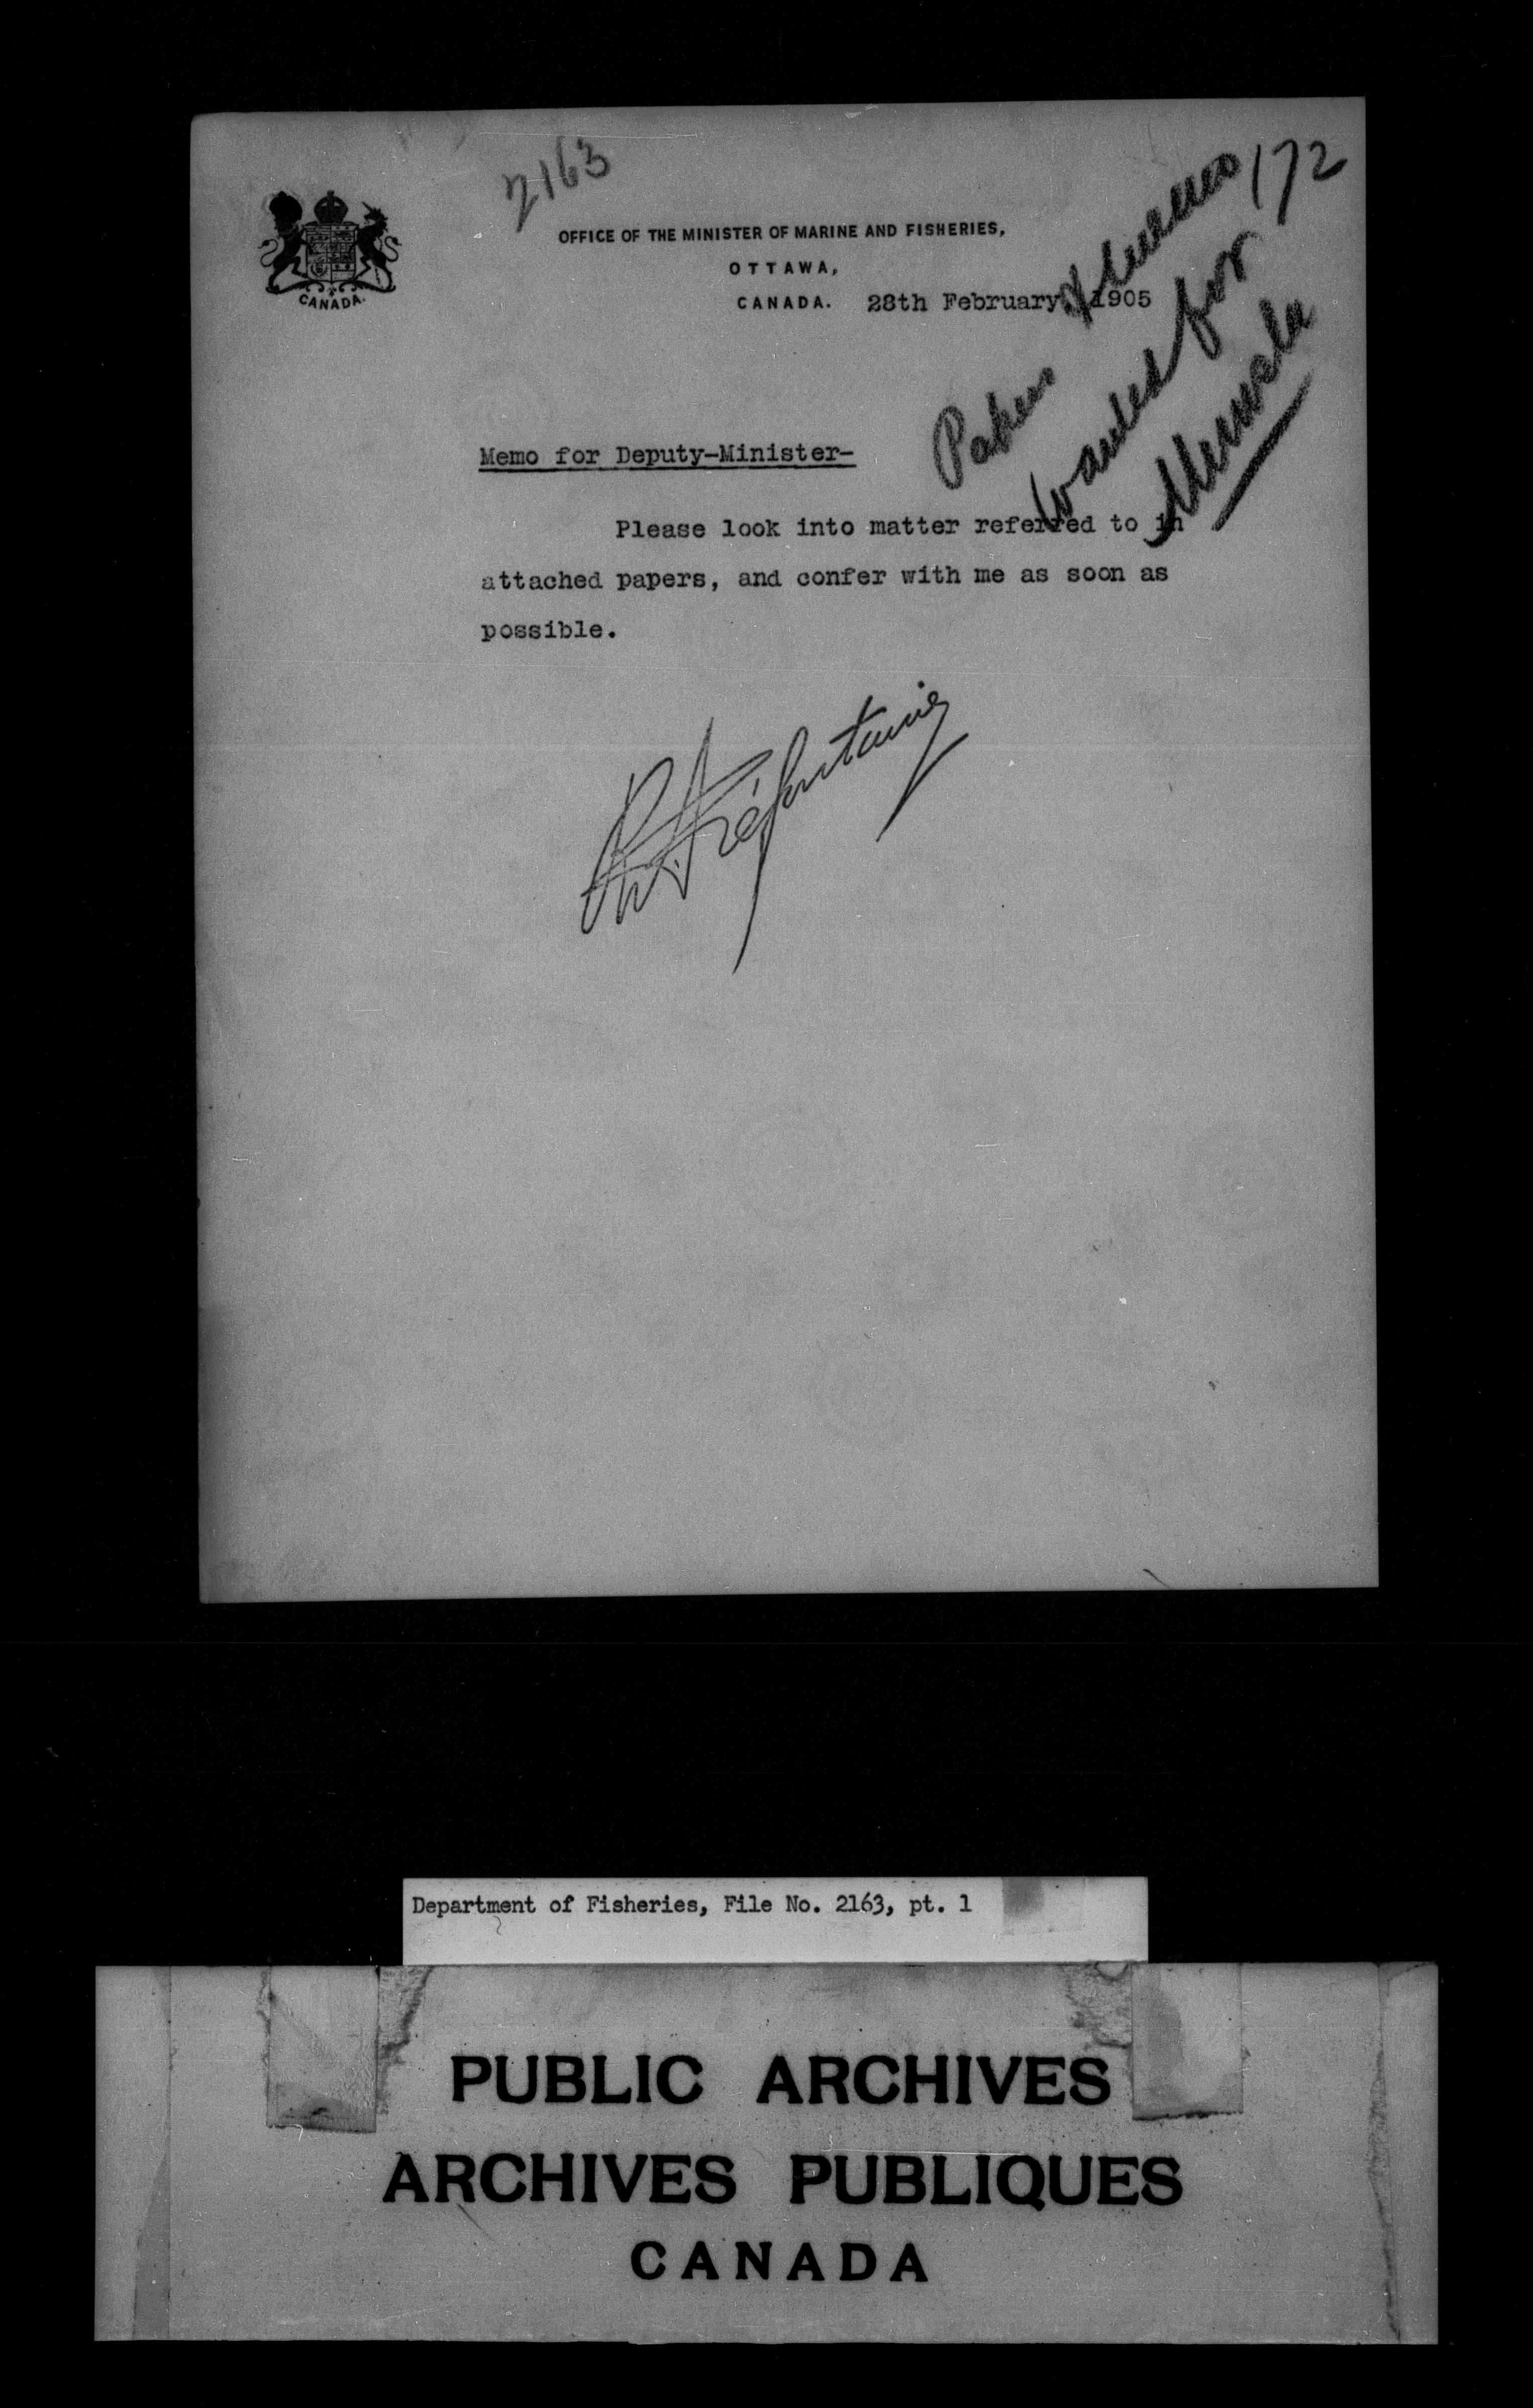 2163
172
CANADA.
OFFICE OF THE MINISTER OF MARINE AND FISHERIES,
OTTAWA,
CANADA. 28th February 1905
wanted for
Memo for Deputy-Minister-
Please look into matter referred to in
attached papers, and confer with me as soon as
possible.
Préfontaine
Department of Fisheries, File No. 2163, pt. 1
PUBLIC ARCHIVES
ARCHIVES PUBLIQUES
CANADA